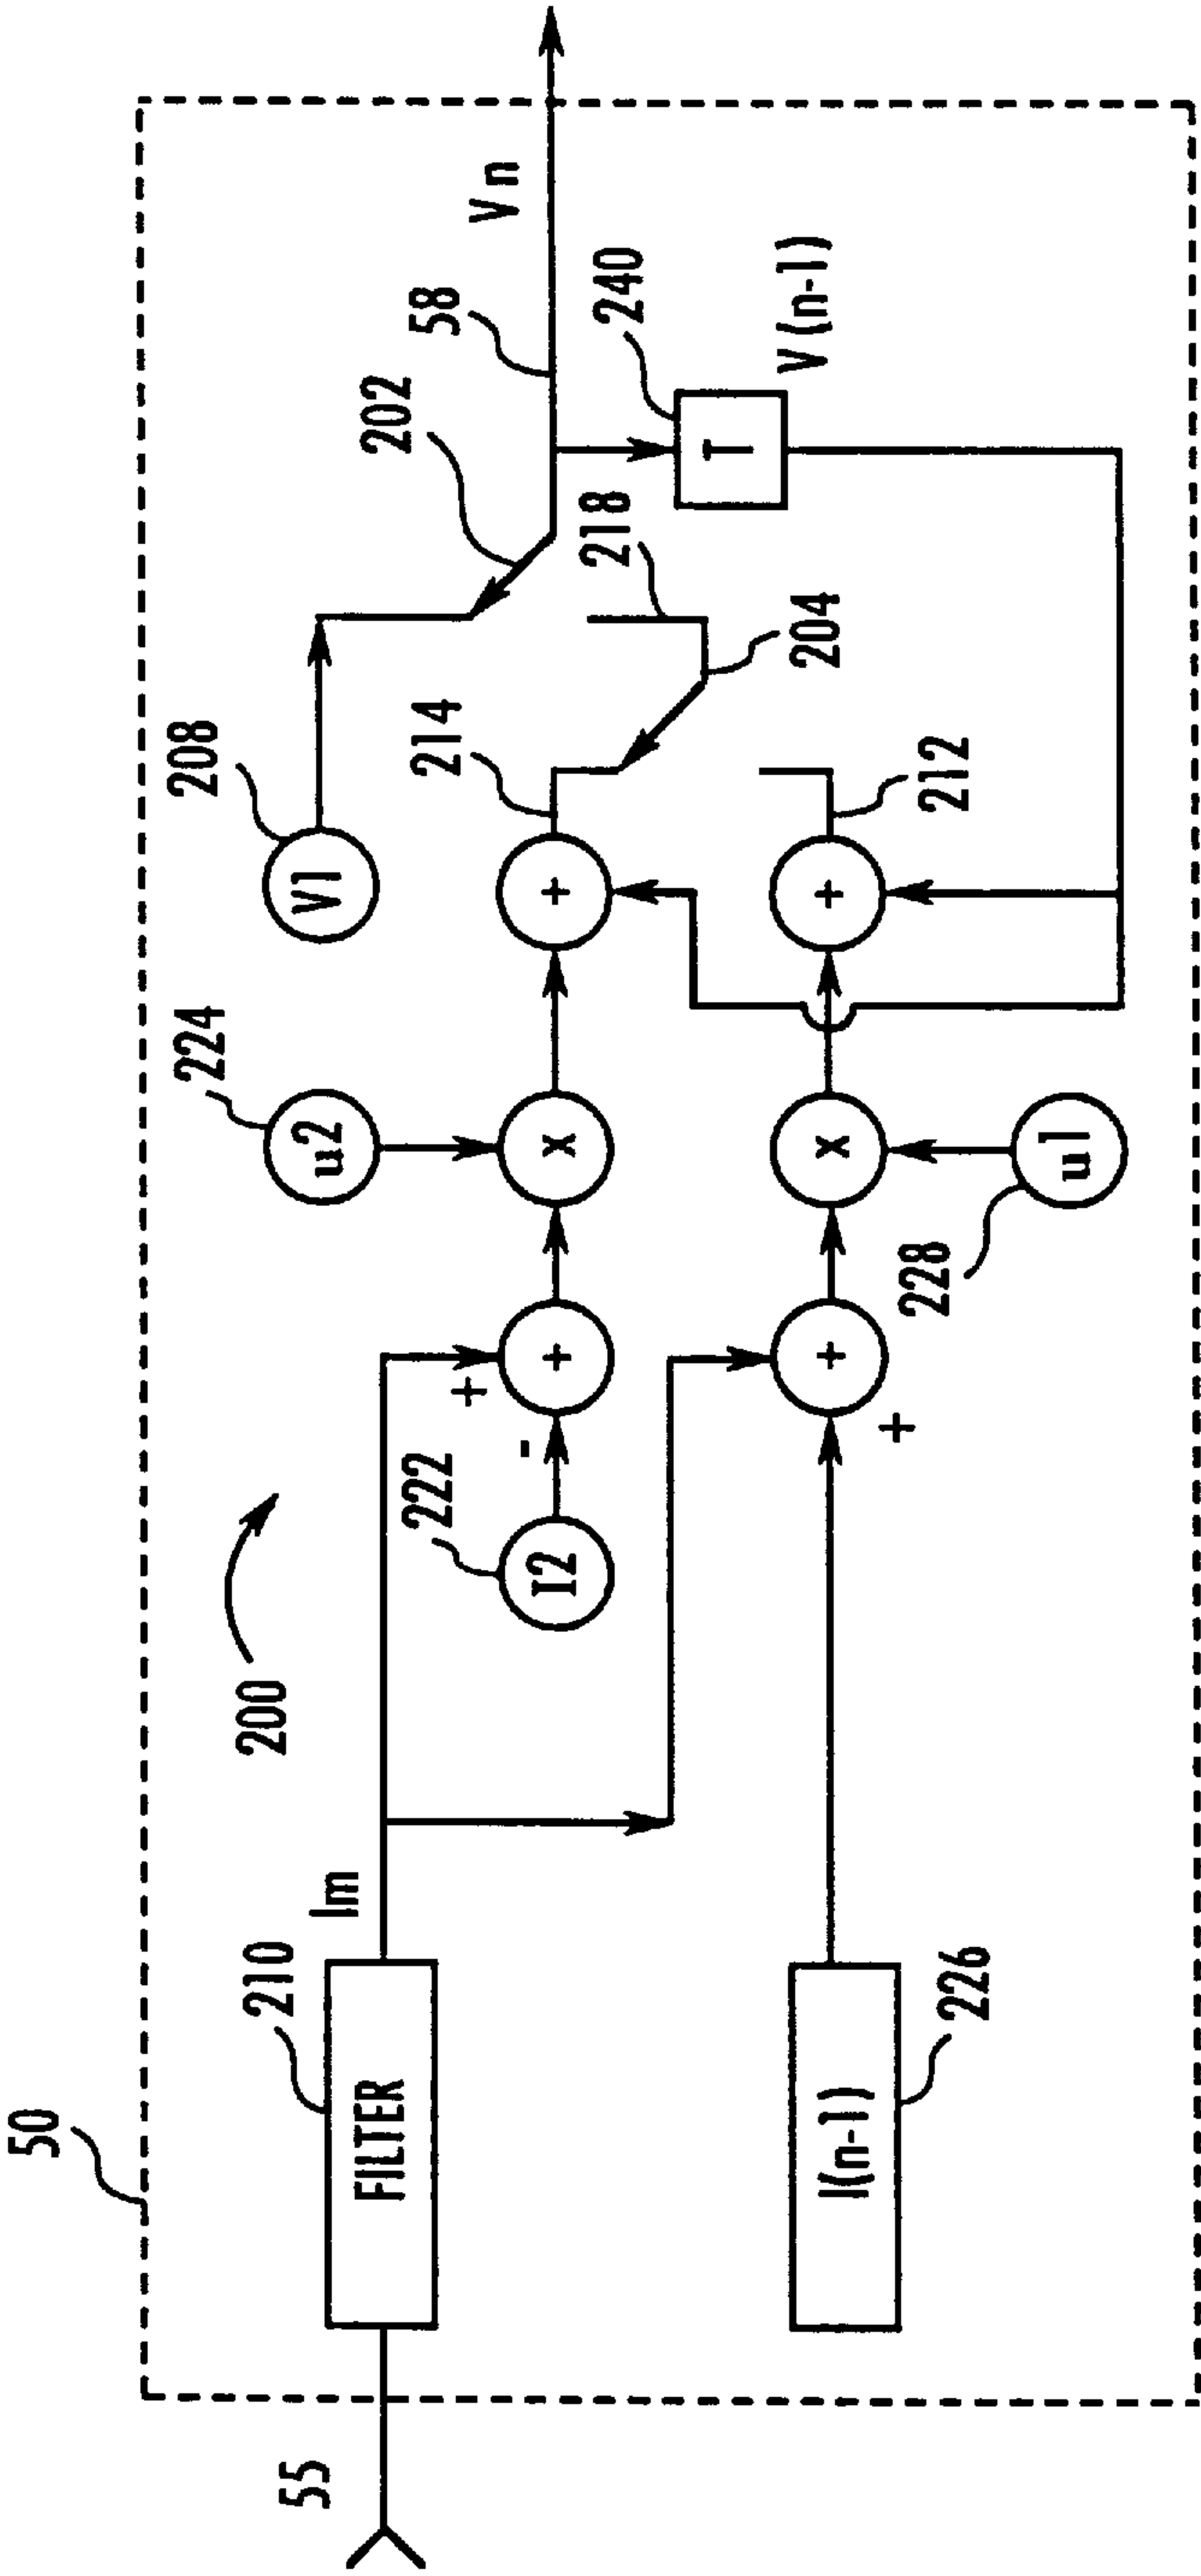 50
55
210
FILTER
Im
200
222
I2
-
+
+
224
u2
x
+
214
208
V1
202
58
Vn
218
204
240
T
V(n-1)
226
I(n-1)
+
+
228
u1
x
+
212